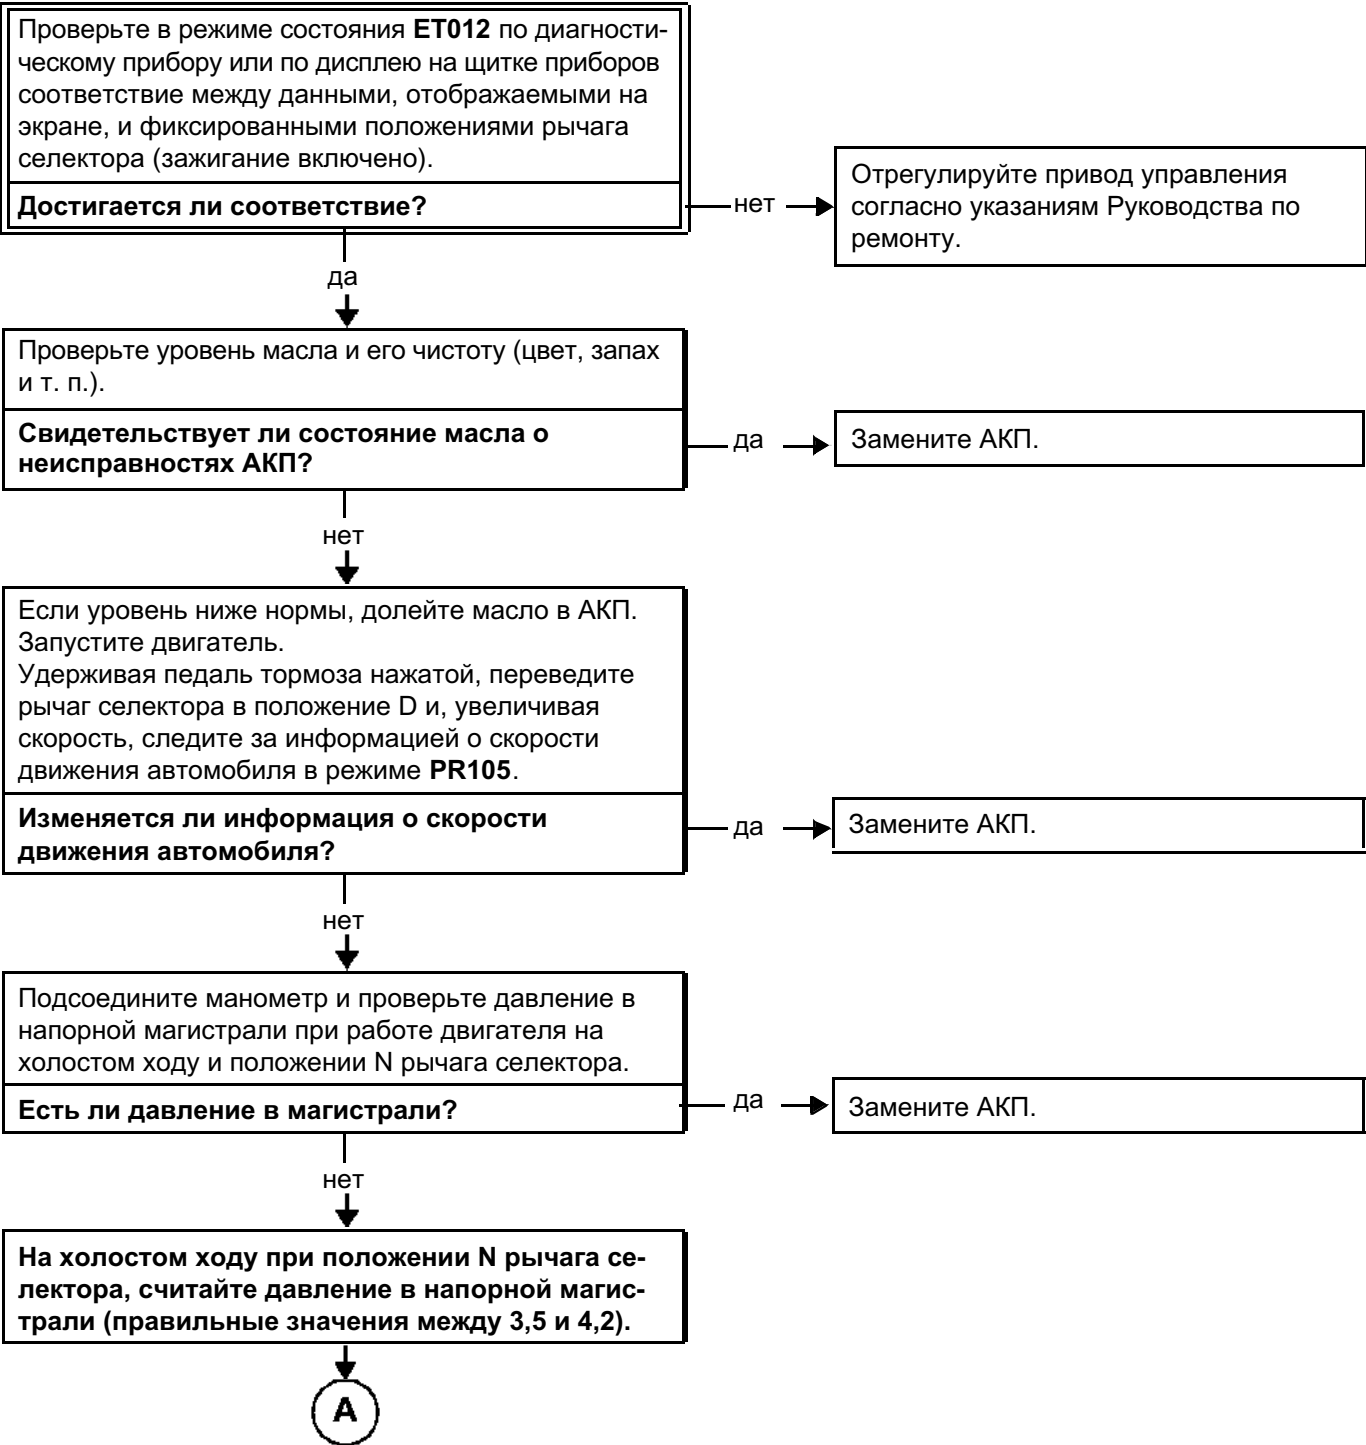 Проверьте в режиме состояния ET012 по диагности-
ческому прибору или по дисплею на щитке приборов
соответствие между данными, отображаемыми на
экране, и фиксированными положениями рычага
селектора (зажигание включено).
Достигается ли соответствие?
нет
Отрегулируйте привод управления
согласно указаниям Руководства по
ремонту.
да
Проверьте уровень масла и его чистоту (цвет, запах
и т. п.).
Свидетельствует ли состояние масла о
неисправностях АКП?
да
Замените АКП.
нет
Если уровень ниже нормы, долейте масло в АКП.
Запустите двигатель.
Удерживая педаль тормоза нажатой, переведите
рычаг селектора в положение D и, увеличивая
скорость, следите за информацией о скорости
движения автомобиля в режиме PR105.
Изменяется ли информация о скорости
движения автомобиля?
да
Замените АКП.
нет
Подсоедините манометр и проверьте давление в
напорной магистрали при работе двигателя на
холостом ходу и положении N рычага селектора.
Есть ли давление в магистрали?
да
Замените АКП.
нет
На холостом ходу при положении N рычага се-
лектора, считайте давление в напорной магис-
трали (правильные значения между 3,5 и 4,2).
A